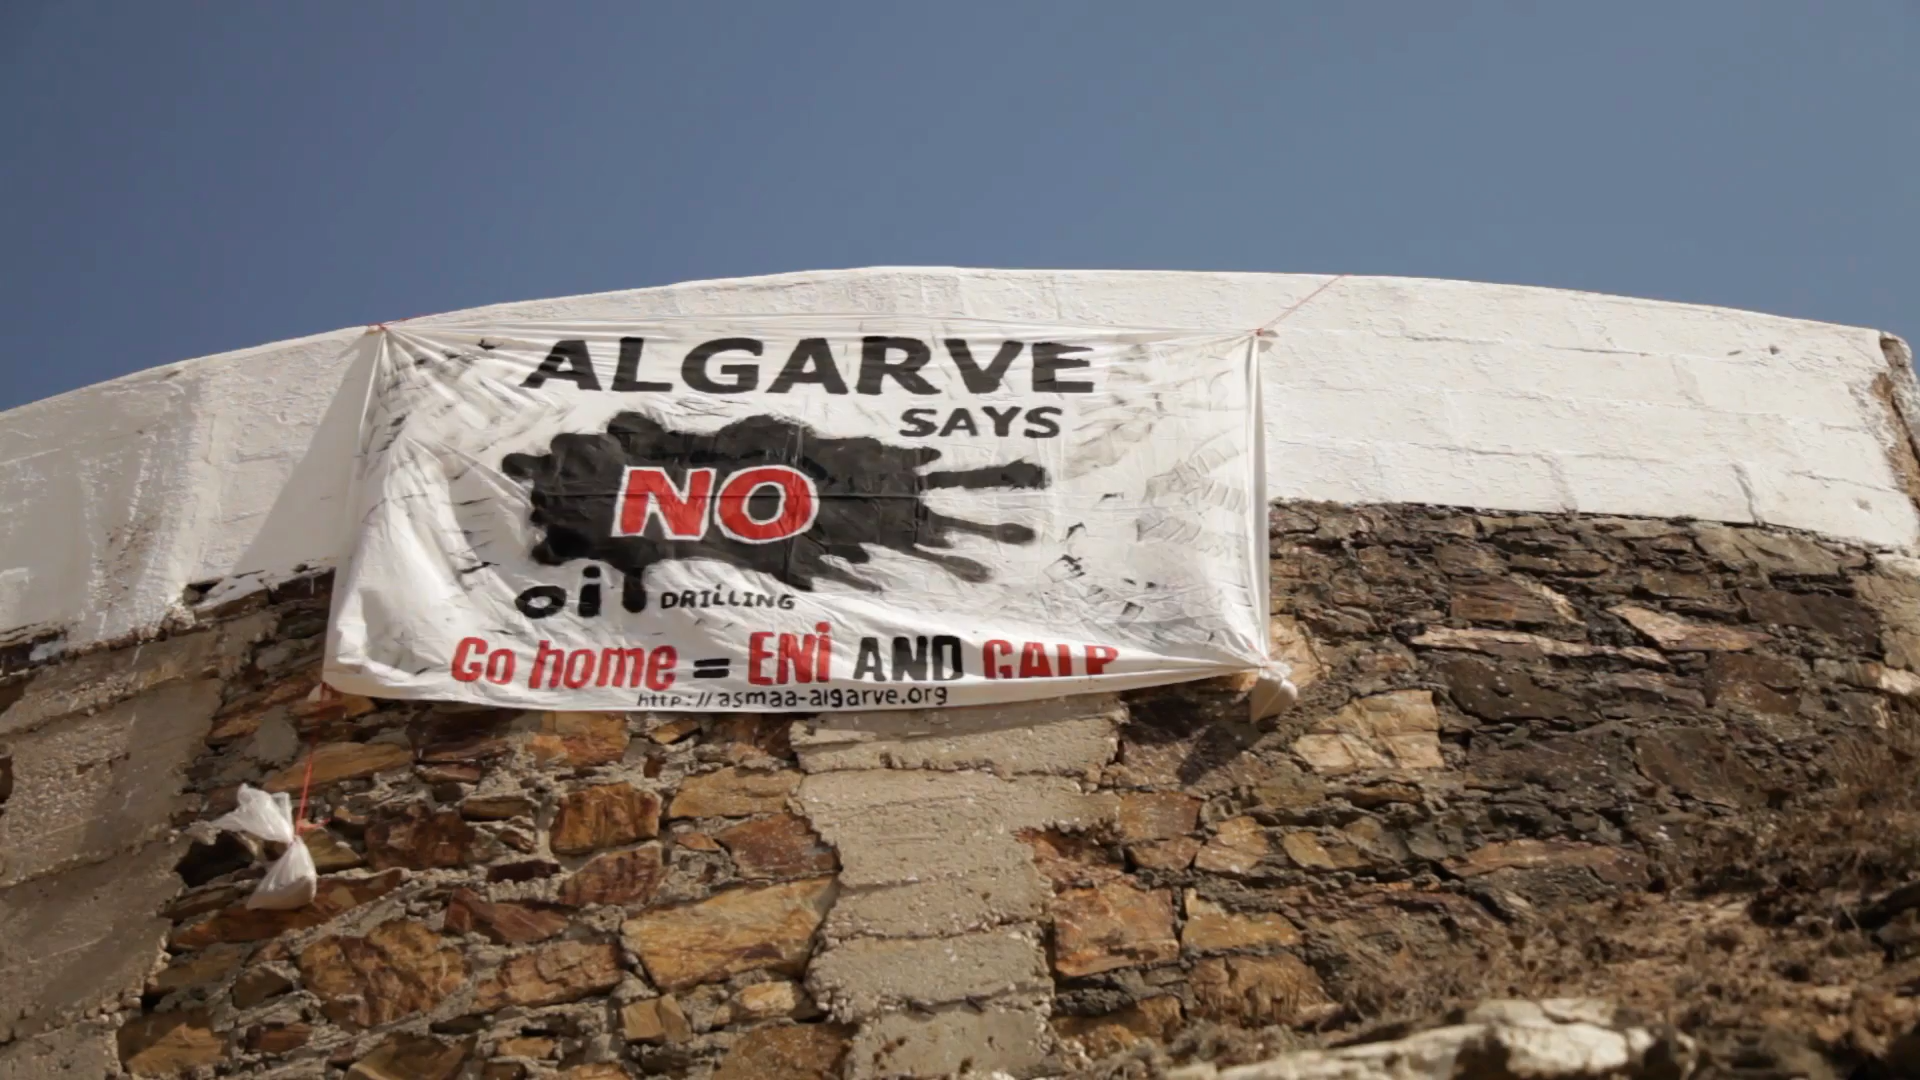 ALGARVE
SAYS
NO
oil DRILLING
Go home = ENi AND GALP
http://asmaa-algarve.org